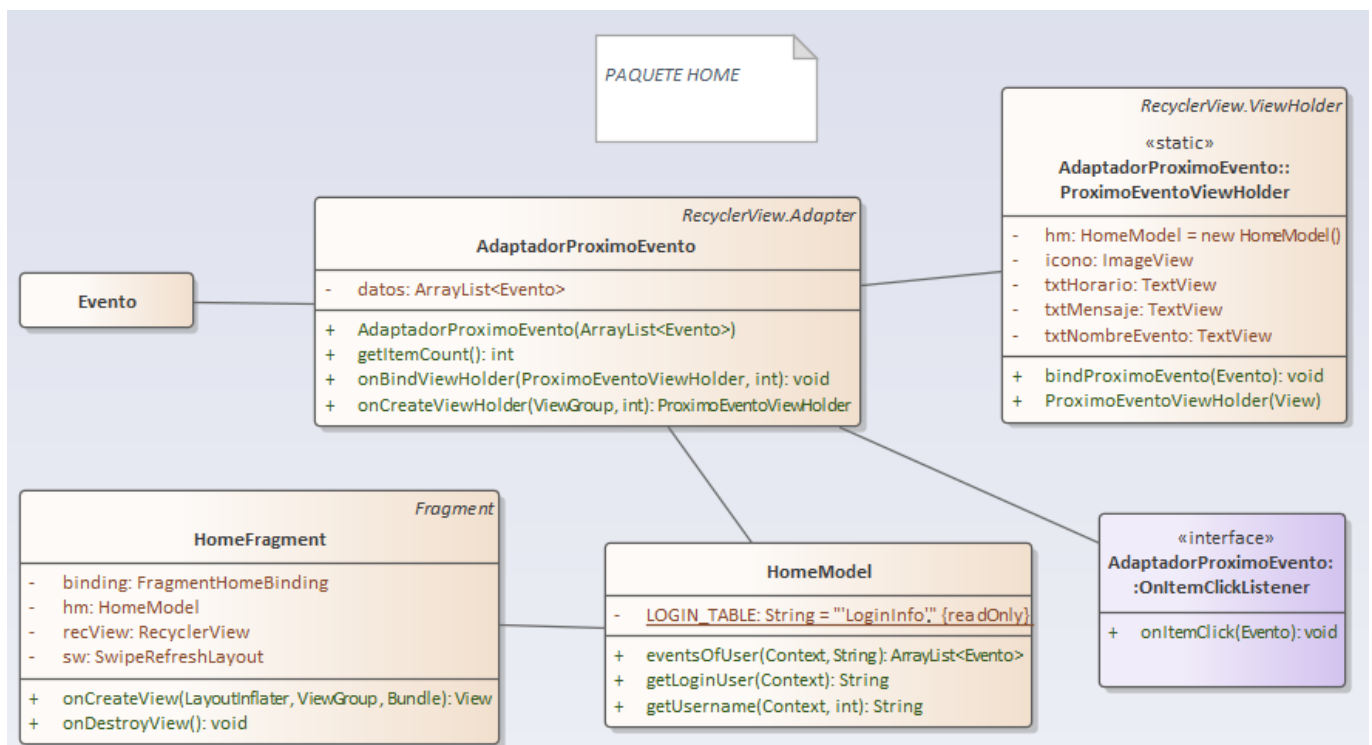 PAQUETE HOME
RecyclerView.ViewHolder
«static»
AdaptadorProximoEvento::
ProximoEventoViewHolder
- hm: HomeModel = new HomeModel()
- icono: ImageView
- txtHorario: TextView
- txtMensaje: TextView
- txtNombreEvento: TextView
+ bindProximoEvento(Evento): void
+ ProximoEventoViewHolder(View)
RecyclerView.Adapter
AdaptadorProximoEvento
- datos: ArrayList<Evento>
+ AdaptadorProximoEvento(ArrayList<Evento>)
+ getItemCount(): int
+ onBindViewHolder(ProximoEventoViewHolder, int): void
+ onCreateViewHolder(ViewGroup, int): ProximoEventoViewHolder
Evento
Fragment
HomeFragment
- binding: FragmentHomeBinding
- hm: HomeModel
- recView: RecyclerView
- sw: SwipeRefreshLayout
+ onCreateView(LayoutInflater, ViewGroup, Bundle): View
+ onDestroyView(): void
HomeModel
- LOGIN_TABLE: String = "'LoginInfo'" {readOnly}
+ eventsOfUser(Context, String): ArrayList<Evento>
+ getLoginUser(Context): String
+ getUsername(Context, int): String
«interface»
AdaptadorProximoEvento:
:OnItemClickListener
+ onItemClick(Evento): void